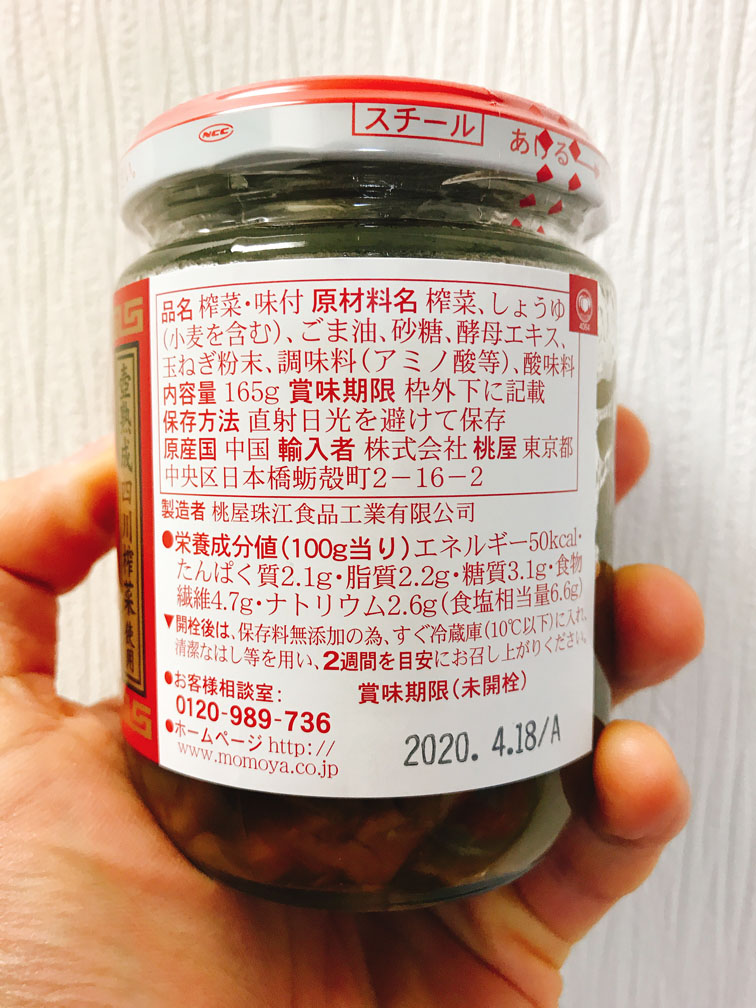 NCC
スチール
あける
品名 榨菜・味付 原材料名 榨菜、しょうゆ
(小麦を含む)、ごま油、砂糖、酵母エキス、
玉ねぎ粉末、調味料(アミノ酸等)、酸味料
内容量 165g 賞味期限 枠外下に記載
保存方法 直射日光を避けて保存
原産国 中国 輸入者 株式会社 桃屋 東京都
中央区日本橋蛎殻町2-16-2
製造者 桃屋珠江食品工業有限公司
●栄養成分値(100g当り)エネルギー50kcal・
たんぱく質2.1g・脂質2.2g・糖質3.1g・食物
繊維4.7g・ナトリウム2.6g(食塩相当量6.6g)
▼開栓後は、保存料無添加の為、すぐ冷蔵庫(10℃以下)に入れ、
清潔なはし等を用い、2週間を目安にお召し上がりください。
●お客様相談室:
0120-989-736
●ホームページ http://
www.momoya.co.jp
賞味期限(未開栓)
2020. 4.18/A
壺熟成四川榨菜使用